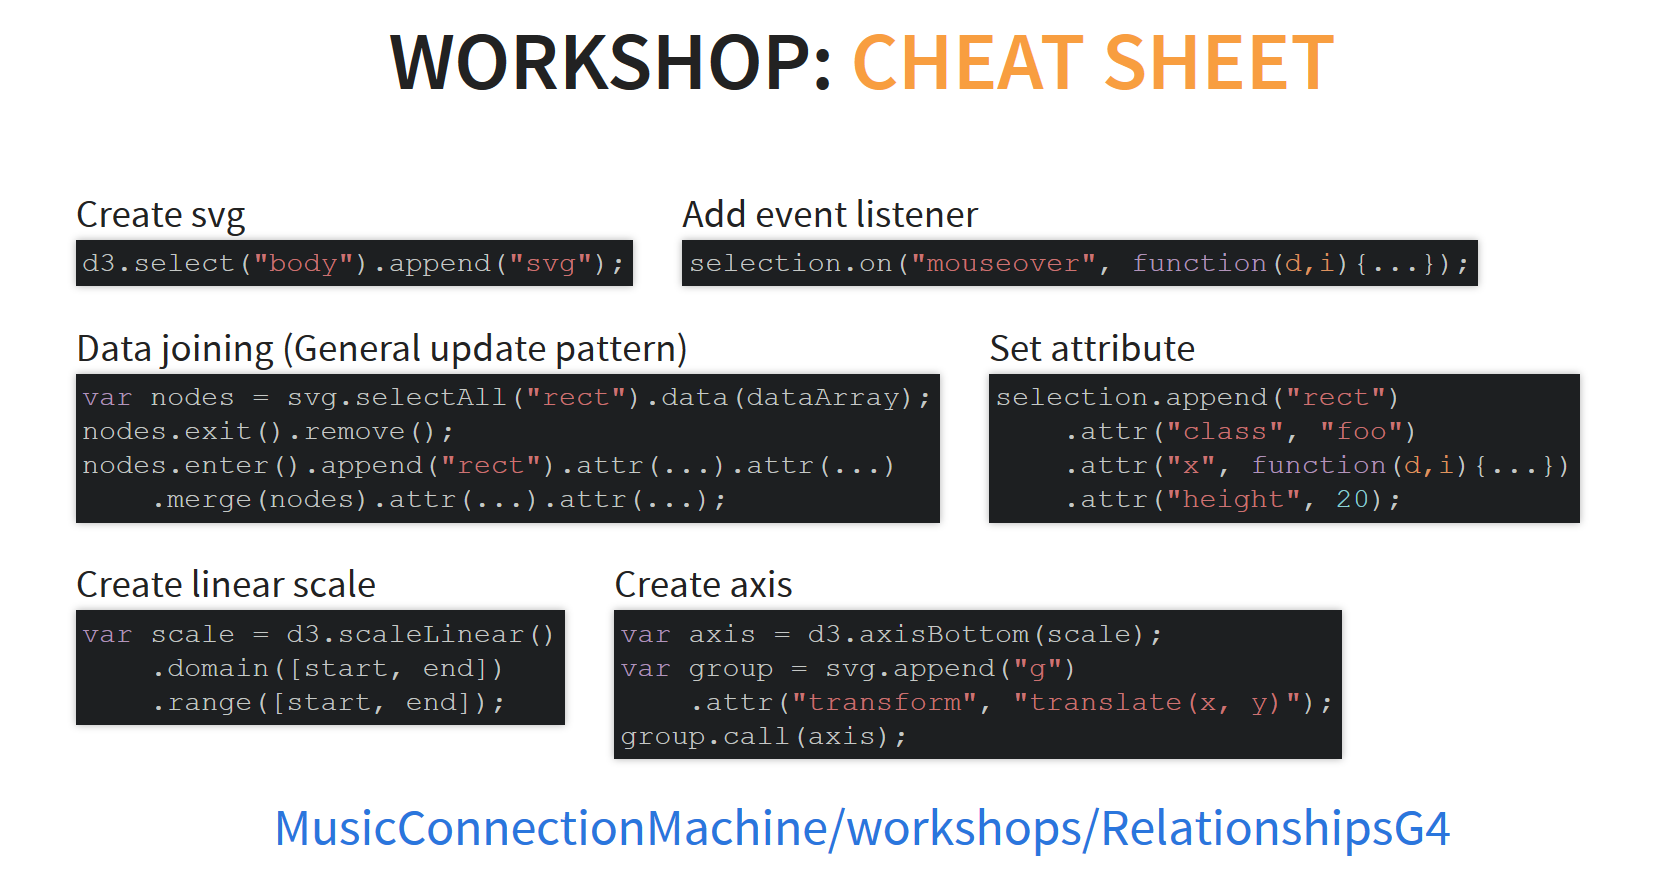 WORKSHOP: CHEAT SHEET
Create svg
d3.select("body").append("svg");
Add event listener
selection.on("mouseover", function(d,i){...});
Data joining (General update pattern)
var nodes = svg.selectAll("rect").data(dataArray);
nodes.exit().remove();
nodes.enter().append("rect").attr(...).attr(...)
    .merge(nodes).attr(...).attr(...);
Set attribute
selection.append("rect")
    .attr("class", "foo")
    .attr("x", function(d,i){...})
    .attr("height", 20);
Create linear scale
var scale = d3.scaleLinear()
    .domain([start, end])
    .range([start, end]);
Create axis
var axis = d3.axisBottom(scale);
var group = svg.append("g")
    .attr("transform", "translate(x, y)");
group.call(axis);
MusicConnectionMachine/workshops/RelationshipsG4